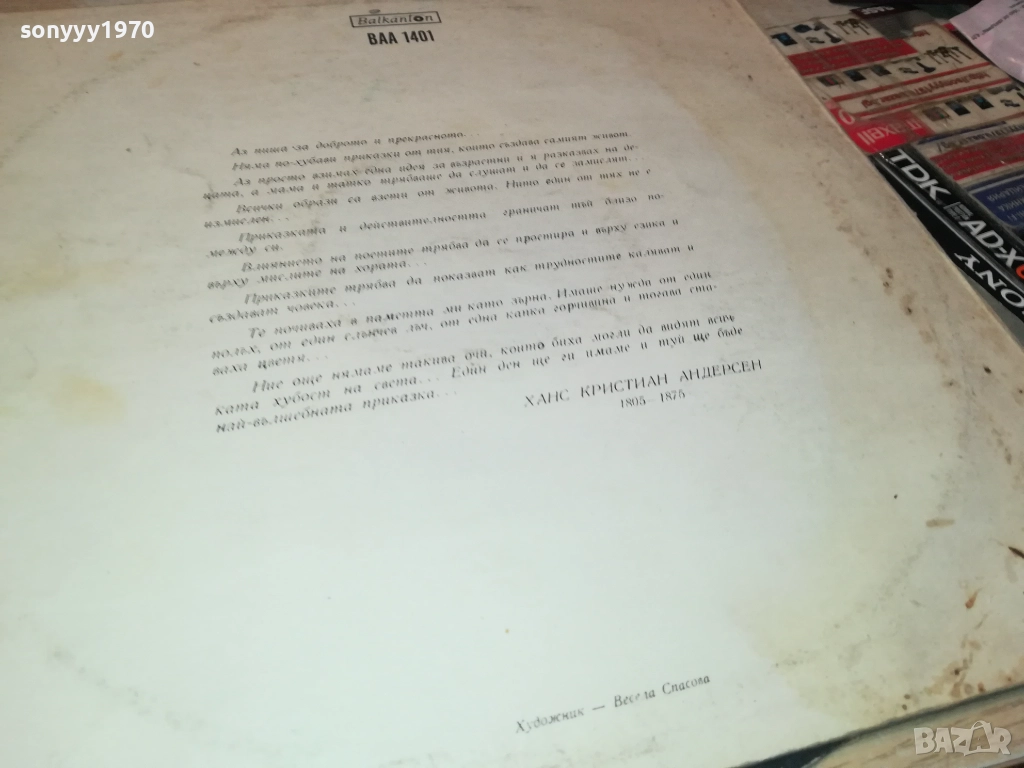 sonyyy1970
Balkanton
ВАА 1401
Аз пиша за доброто и прекрасното...
Няма по-хубави приказки от тия, които създава самият живот.
Аз просто взимах една идея за възрастни и я разказвах на де-
цата, а мама и татко трябваше да слушат и да се замислят...
Всички образи са взети от живота. Нито един от тях не е
измислен...
Приказката и действителността граничат тъй близо по-
между си.
Влиянието на поетите трябва да се простира и върху езика и
върху мислите на хората...
Приказките трябва да показват как трудностите каляват и
създават човека...
Те почиваха в паметта ми като зърна. Имаше нужда от един
полъх, от един слънчев лъч, от една капка горчивина и тогава ста-
ваха цветя...
Ние още нямаме такива очи, които биха могли да видят всич-
ката хубост на света... Един ден ще ги имаме и туй ще бъде
най-вълшебната приказка...
ХАНС КРИСТИАН АНДЕРСЕН
1805—1875
Художник — Весела Спасова
maxell
TDK AD-X
SONY
BAZAR